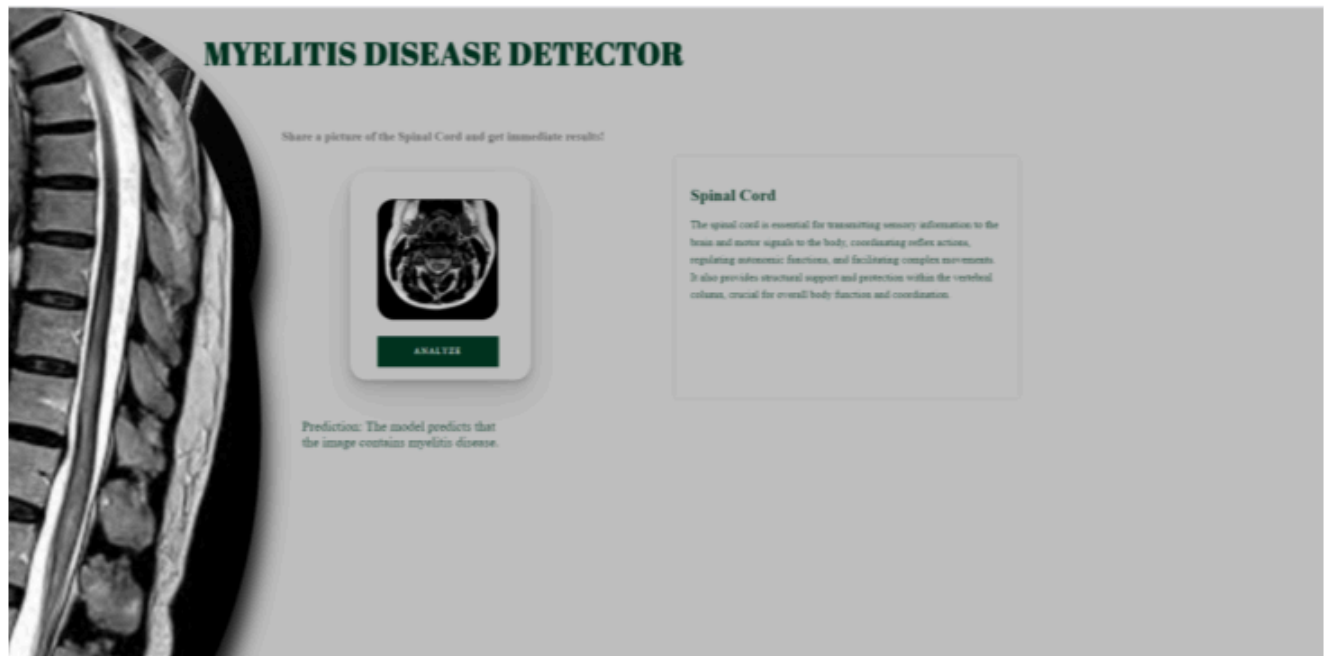 MYELITIS DISEASE DETECTOR
Share a picture of the Spinal Cord and get immediate results!
ANALYZE
Prediction: The model predicts that
the image contains myelitis disease.
Spinal Cord
The spinal cord is essential for transmitting sensory information to the
brain and motor signals to the body, coordinating reflex actions,
regulating autonomic functions, and facilitating complex movements.
It also provides structural support and protection within the vertebral
column, crucial for overall body function and coordination.